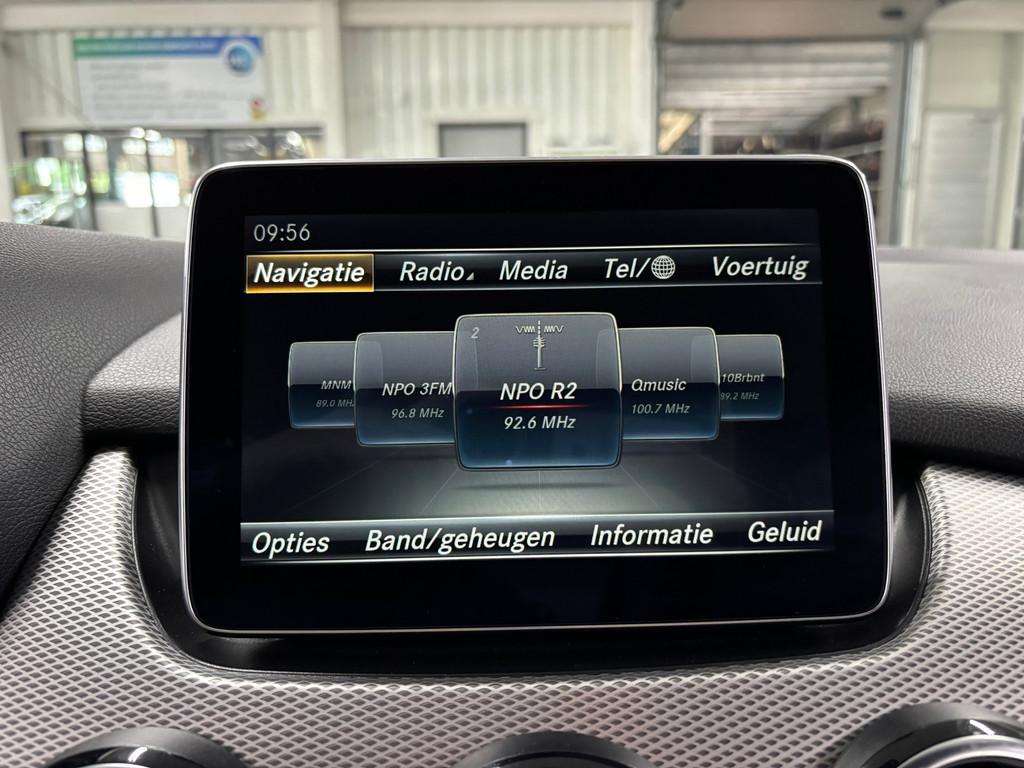 09:56
Navigatie Radio Media Tel/ Voertuig
2
MNM NPO 3FM NPO R2 Qmusic 10Brbnt
89.0 MHz 96.8 MHz 92.6 MHz 100.7 MHz 89.2 MHz
Opties Band/geheugen Informatie Geluid